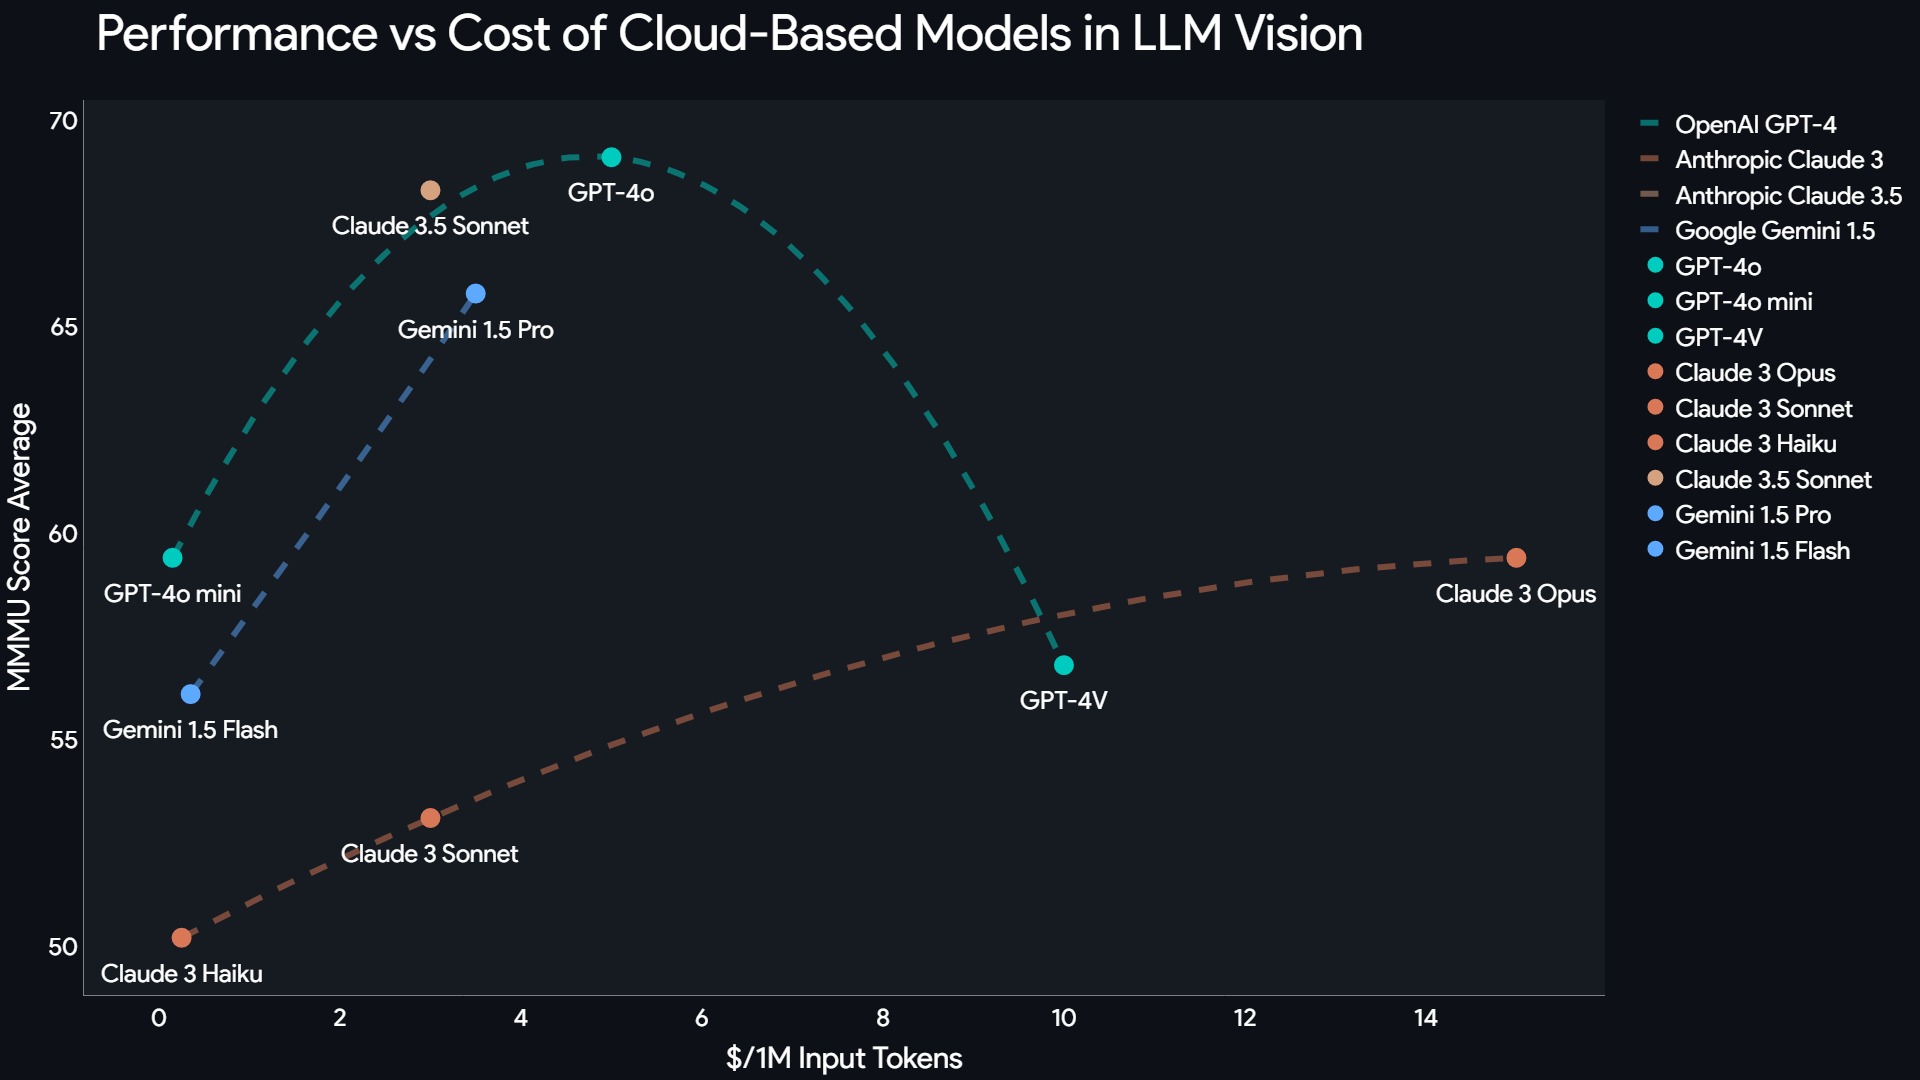 Performance vs Cost of Cloud-Based Models in LLM Vision
70
65
60
55
50
MMMU Score Average
Claude 3.5 Sonnet
GPT-4o
Gemini 1.5 Pro
GPT-4o mini
Claude 3 Opus
GPT-4V
Gemini 1.5 Flash
Claude 3 Sonnet
Claude 3 Haiku
0 2 4 6 8 10 12 14
$/1M Input Tokens
OpenAI GPT-4
Anthropic Claude 3
Anthropic Claude 3.5
Google Gemini 1.5
GPT-4o
GPT-4o mini
GPT-4V
Claude 3 Opus
Claude 3 Sonnet
Claude 3 Haiku
Claude 3.5 Sonnet
Gemini 1.5 Pro
Gemini 1.5 Flash